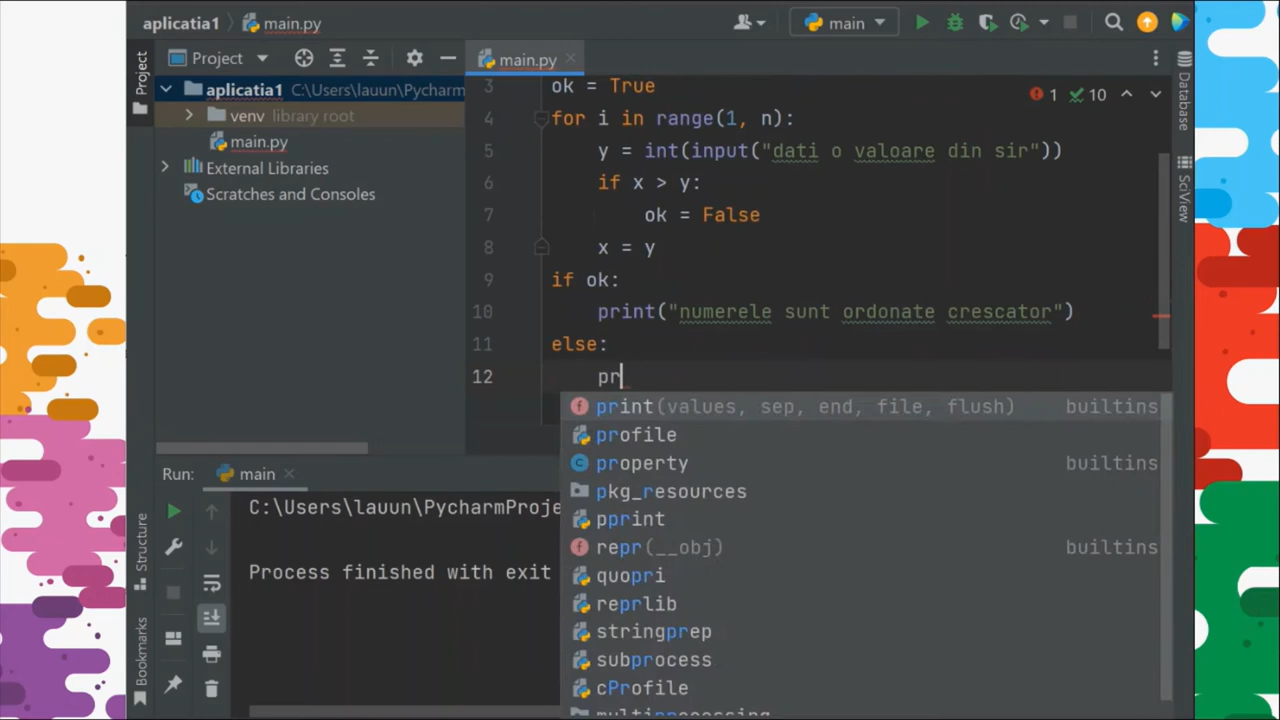 aplicatia1 main.py main
Project
main.py
3 ok = True
1 10
aplicatia1 C:\Users\lauun\Pycharm
4 for i in range(1, n):
venv library root
main.py
5 y = int(input("dati o valoare din sir"))
External Libraries
6 if x > y:
Scratches and Consoles
7 ok = False
8 x = y
9 if ok:
10 print("numerele sunt ordonate crescator")
11 else:
12 pr
print(values, sep, end, file, flush) builtins
profile
property builtins
pkg_resources
pprint
repr(__obj) builtins
quopri
reprlib
stringprep
subprocess
cProfile
multiprocessing
Run: main
C:\Users\lauun\PycharmProje
Process finished with exit
Project
Structure
Bookmarks
Database
SciView